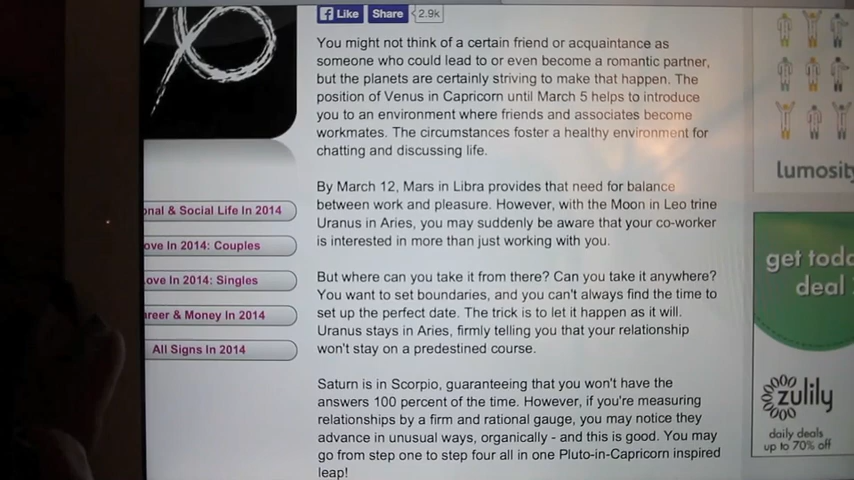 Like Share 2.9k
You might not think of a certain friend or acquaintance as
someone who could lead to or even become a romantic partner,
but the planets are certainly striving to make that happen. The
position of Venus in Capricorn until March 5 helps to introduce
you to an environment where friends and associates become
workmates. The circumstances foster a healthy environment for
chatting and discussing life.
By March 12, Mars in Libra provides that need for balance
between work and pleasure. However, with the Moon in Leo trine
Uranus in Aries, you may suddenly be aware that your co-worker
is interested in more than just working with you.
But where can you take it from there? Can you take it anywhere?
You want to set boundaries, and you can't always find the time to
set up the perfect date. The trick is to let it happen as it will.
Uranus stays in Aries, firmly telling you that your relationship
won't stay on a predestined course.
Saturn is in Scorpio, guaranteeing that you won't have the
answers 100 percent of the time. However, if you're measuring
relationships by a firm and rational gauge, you may notice they
advance in unusual ways, organically - and this is good. You may
go from step one to step four all in one Pluto-in-Capricorn inspired
leap!
onal & Social Life In 2014
ove In 2014: Couples
ove In 2014: Singles
reer & Money In 2014
All Signs In 2014
lumosity
get toda
deal
zulily
daily deals
up to 70% off